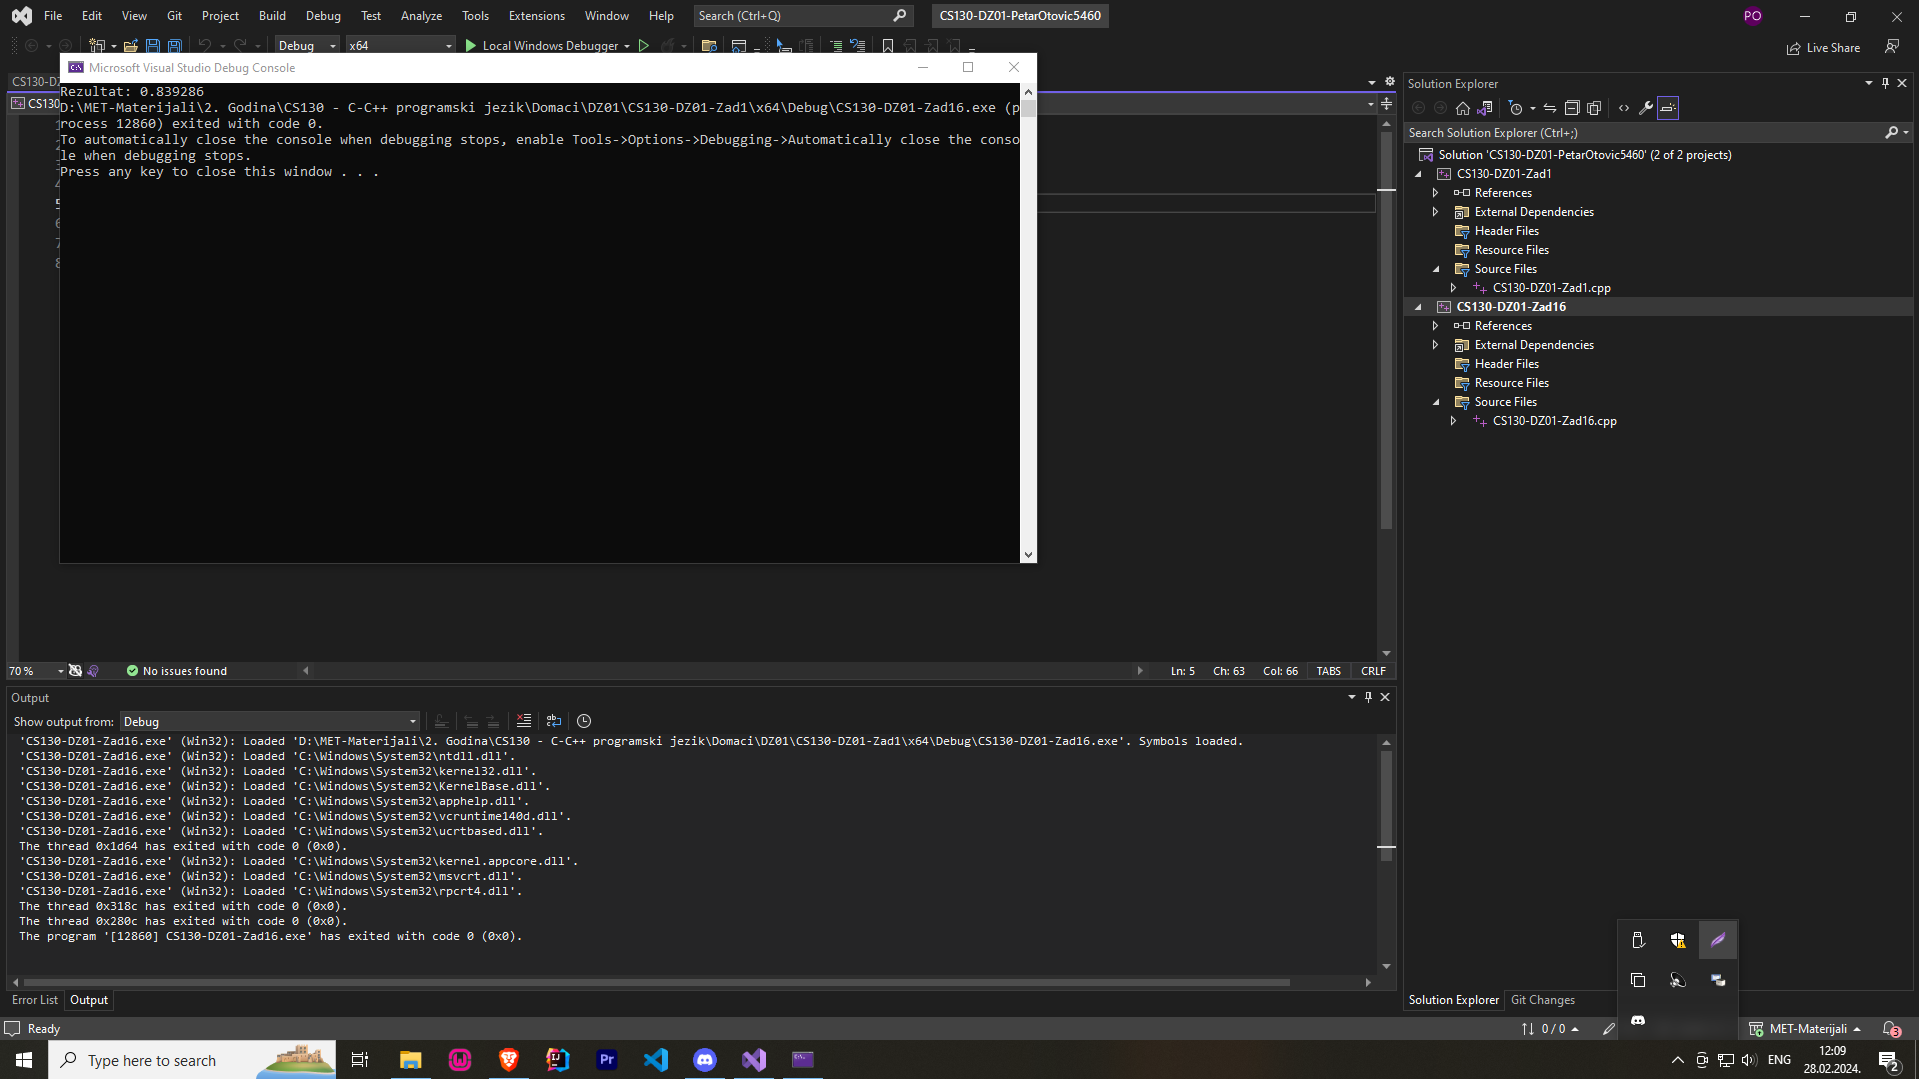 File Edit View Git Project Build Debug Test Analyze Tools Extensions Window Help Search (Ctrl+Q) CS130-DZ01-PetarOtovic5460 PO
Debug x64 Local Windows Debugger Live Share
Microsoft Visual Studio Debug Console
Rezultat: 0.839286
D:\MET-Materijali\2. Godina\CS130 - C-C++ programski jezik\Domaci\DZ01\CS130-DZ01-Zad1\x64\Debug\CS130-DZ01-Zad16.exe (p
rocess 12860) exited with code 0.
To automatically close the console when debugging stops, enable Tools->Options->Debugging->Automatically close the conso
le when debugging stops.
Press any key to close this window . . .
Solution Explorer
Search Solution Explorer (Ctrl+;)
Solution 'CS130-DZ01-PetarOtovic5460' (2 of 2 projects)
CS130-DZ01-Zad1
References
External Dependencies
Header Files
Resource Files
Source Files
CS130-DZ01-Zad1.cpp
CS130-DZ01-Zad16
References
External Dependencies
Header Files
Resource Files
Source Files
CS130-DZ01-Zad16.cpp
70 % No issues found Ln: 5 Ch: 63 Col: 66 TABS CRLF
Output
Show output from: Debug
'CS130-DZ01-Zad16.exe' (Win32): Loaded 'D:\MET-Materijali\2. Godina\CS130 - C-C++ programski jezik\Domaci\DZ01\CS130-DZ01-Zad1\x64\Debug\CS130-DZ01-Zad16.exe'. Symbols loaded.
'CS130-DZ01-Zad16.exe' (Win32): Loaded 'C:\Windows\System32\ntdll.dll'.
'CS130-DZ01-Zad16.exe' (Win32): Loaded 'C:\Windows\System32\kernel32.dll'.
'CS130-DZ01-Zad16.exe' (Win32): Loaded 'C:\Windows\System32\KernelBase.dll'.
'CS130-DZ01-Zad16.exe' (Win32): Loaded 'C:\Windows\System32\apphelp.dll'.
'CS130-DZ01-Zad16.exe' (Win32): Loaded 'C:\Windows\System32\vcruntime140d.dll'.
'CS130-DZ01-Zad16.exe' (Win32): Loaded 'C:\Windows\System32\ucrtbased.dll'.
The thread 0x1d64 has exited with code 0 (0x0).
'CS130-DZ01-Zad16.exe' (Win32): Loaded 'C:\Windows\System32\kernel.appcore.dll'.
'CS130-DZ01-Zad16.exe' (Win32): Loaded 'C:\Windows\System32\msvcrt.dll'.
'CS130-DZ01-Zad16.exe' (Win32): Loaded 'C:\Windows\System32\rpcrt4.dll'.
The thread 0x318c has exited with code 0 (0x0).
The thread 0x280c has exited with code 0 (0x0).
The program '[12860] CS130-DZ01-Zad16.exe' has exited with code 0 (0x0).
Error List Output
Solution Explorer Git Changes
Ready 0 / 0 MET-Materijali 3
Type here to search Pr ENG 12:09
28.02.2024. 2